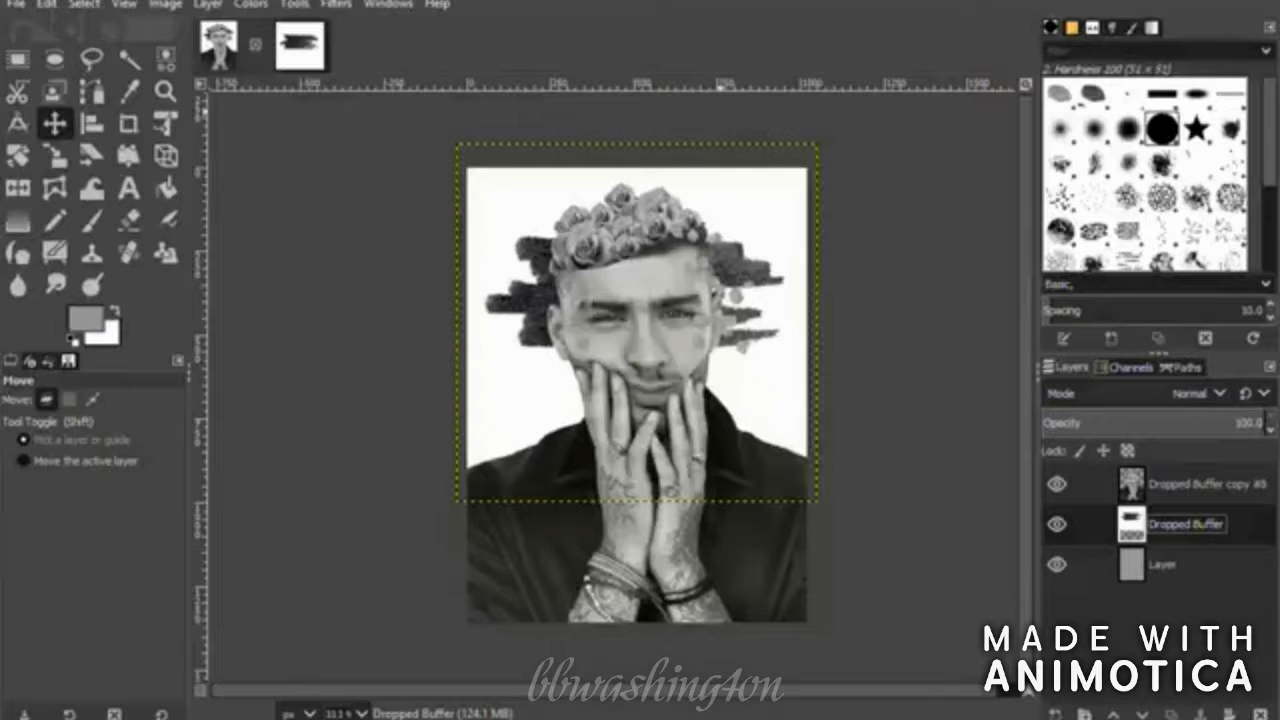 File Edit Select View Image Layer Colors Tools Filters Windows Help
2. Hardness 100 (51 × 51)
Basic,
Spacing 10.0
Layers Channels Paths
Mode Normal
Opacity 100.0
Lock:
Dropped Buffer copy #8
Dropped Buffer
Layer
Move
Move:
Tool Toggle (Shift)
Pick a layer or guide
Move the active layer
px 33.3 % Dropped Buffer (124.1 MB)
bbwashing4on
MADE WITH
ANIMOTICA